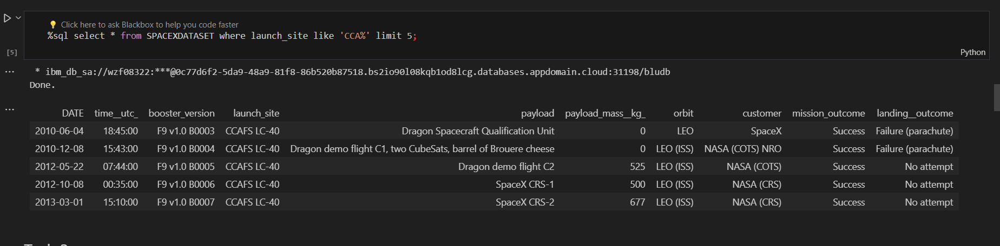 Click here to ask Blackbox to help you code faster
%sql select * from SPACEXDATASET where launch_site like 'CCA%' limit 5;
[5]
Python
* ibm_db_sa://wzf08322:***@0c77d6f2-5da9-48a9-81f8-86b520b87518.bs2io90l08kqb1od8lcg.databases.appdomain.cloud:31198/bludb
Done.
DATE time__utc_ booster_version launch_site payload payload_mass__kg_ orbit customer mission_outcome landing__outcome
2010-06-04 18:45:00 F9 v1.0 B0003 CCAFS LC-40 Dragon Spacecraft Qualification Unit 0 LEO SpaceX Success Failure (parachute)
2010-12-08 15:43:00 F9 v1.0 B0004 CCAFS LC-40 Dragon demo flight C1, two CubeSats, barrel of Brouere cheese 0 LEO (ISS) NASA (COTS) NRO Success Failure (parachute)
2012-05-22 07:44:00 F9 v1.0 B0005 CCAFS LC-40 Dragon demo flight C2 525 LEO (ISS) NASA (COTS) Success No attempt
2012-10-08 00:35:00 F9 v1.0 B0006 CCAFS LC-40 SpaceX CRS-1 500 LEO (ISS) NASA (CRS) Success No attempt
2013-03-01 15:10:00 F9 v1.0 B0007 CCAFS LC-40 SpaceX CRS-2 677 LEO (ISS) NASA (CRS) Success No attempt